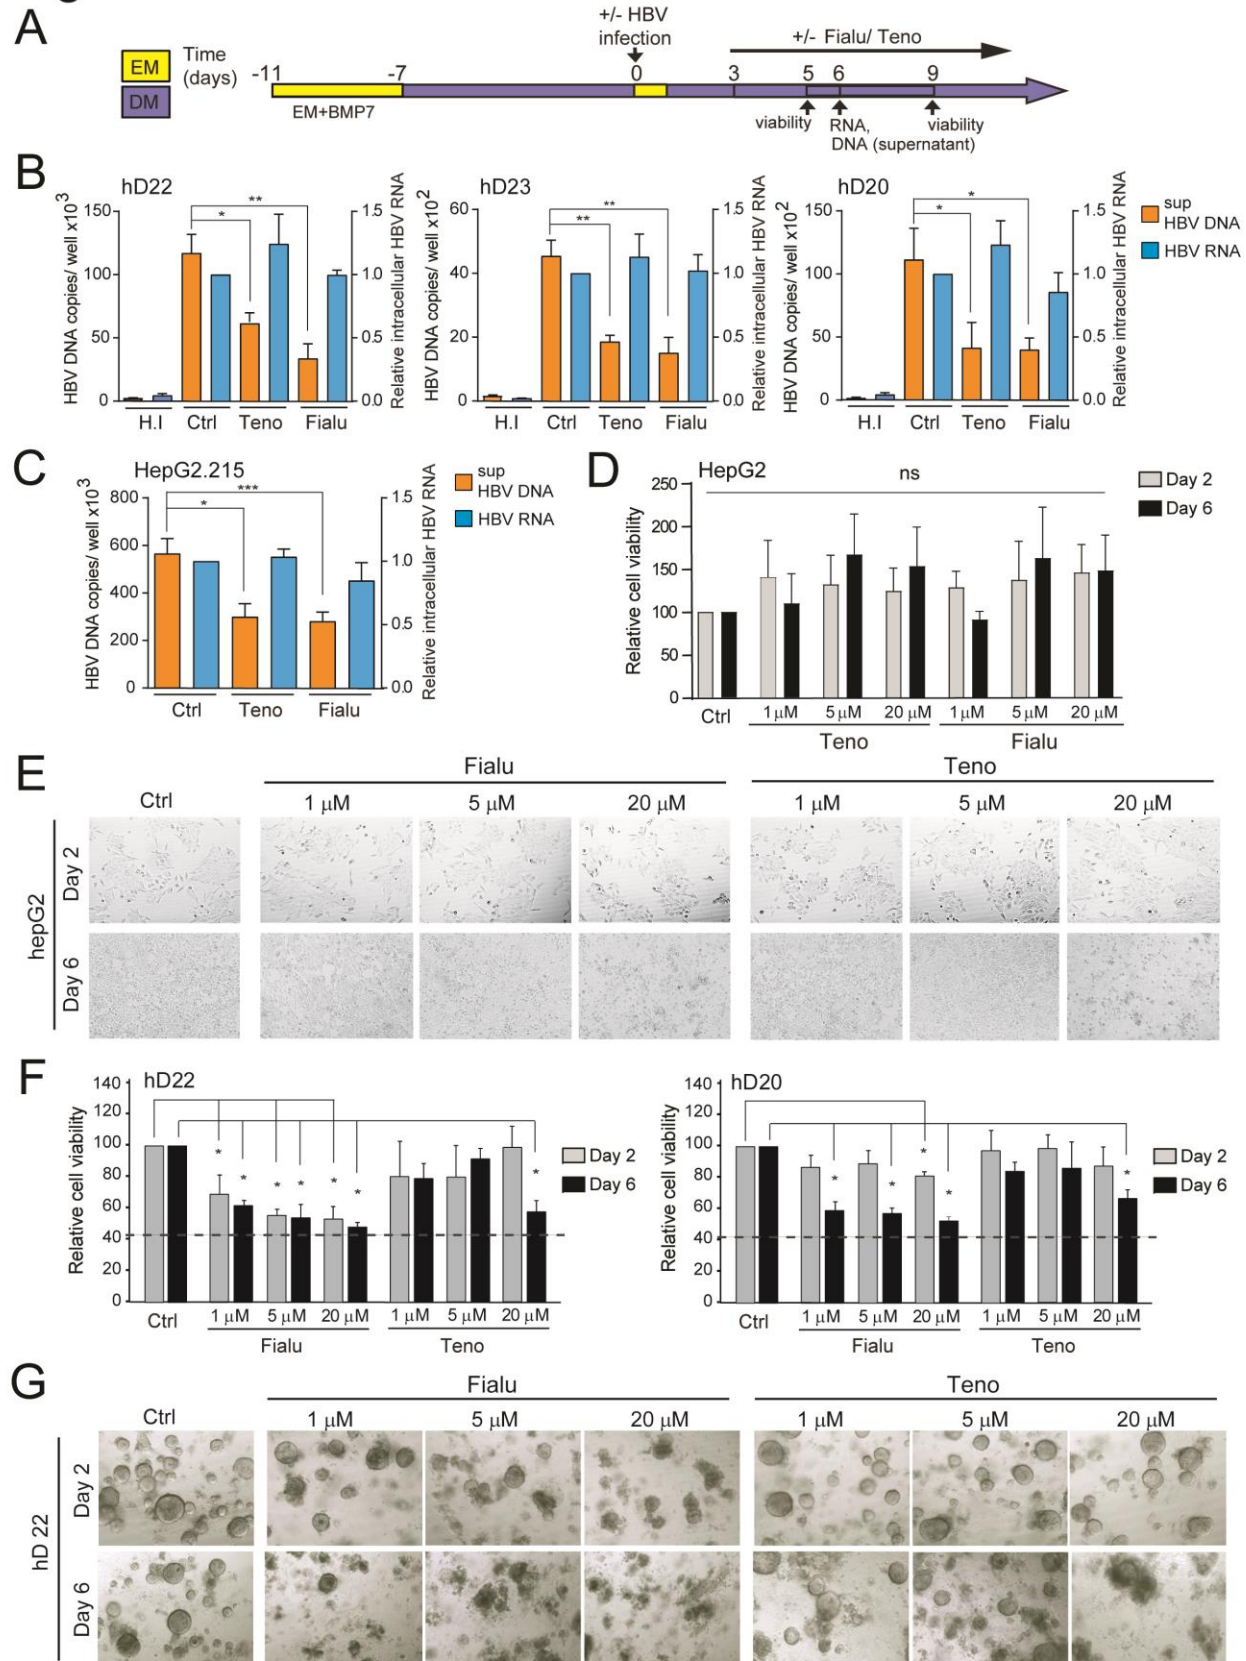 A
EM
DM
Time
(days)
-11
-7
+/- HBV
infection
0
+/- Fialu/ Teno
3
5
6
9
EM+BMP7
viability
RNA,
DNA (supernatant)
viability
B
hD22
HBV DNA copies/ well x10³
150
100
50
0
**
*
1.5
1.0
0.5
0.0
Relative intracellular HBV RNA
H.I Ctrl Teno Fialu
hD23
HBV DNA copies/ well x10²
60
40
20
0
**
**
1.5
1.0
0.5
0.0
Relative intracellular HBV RNA
H.I Ctrl Teno Fialu
hD20
HBV DNA copies/ well x10²
150
100
50
0
*
*
1.5
1.0
0.5
0.0
Relative intracellular HBV RNA
H.I Ctrl Teno Fialu
sup
HBV DNA
HBV RNA
C
HepG2.215
HBV DNA copies/ well x10³
800
600
400
200
0
***
*
1.5
1.0
0.5
0.0
Relative intracellular HBV RNA
Ctrl Teno Fialu
sup
HBV DNA
HBV RNA
D
HepG2
ns
Relative cell viability
250
200
150
100
50
0
Day 2
Day 6
Ctrl 1 μM 5 μM 20 μM 1 μM 5 μM 20 μM
Teno Fialu
E
Fialu Teno
Ctrl 1 μM 5 μM 20 μM 1 μM 5 μM 20 μM
hepG2
Day 2
Day 6
F
hD22
Relative cell viability
140
120
100
80
60
40
20
0
* * * * * * *
Day 2
Day 6
Ctrl 1 μM 5 μM 20 μM 1 μM 5 μM 20 μM
Fialu Teno
hD20
Relative cell viability
140
120
100
80
60
40
20
0
* * * * *
Day 2
Day 6
Ctrl 1 μM 5 μM 20 μM 1 μM 5 μM 20 μM
Fialu Teno
G
Fialu Teno
Ctrl 1 μM 5 μM 20 μM 1 μM 5 μM 20 μM
hD 22
Day 2
Day 6